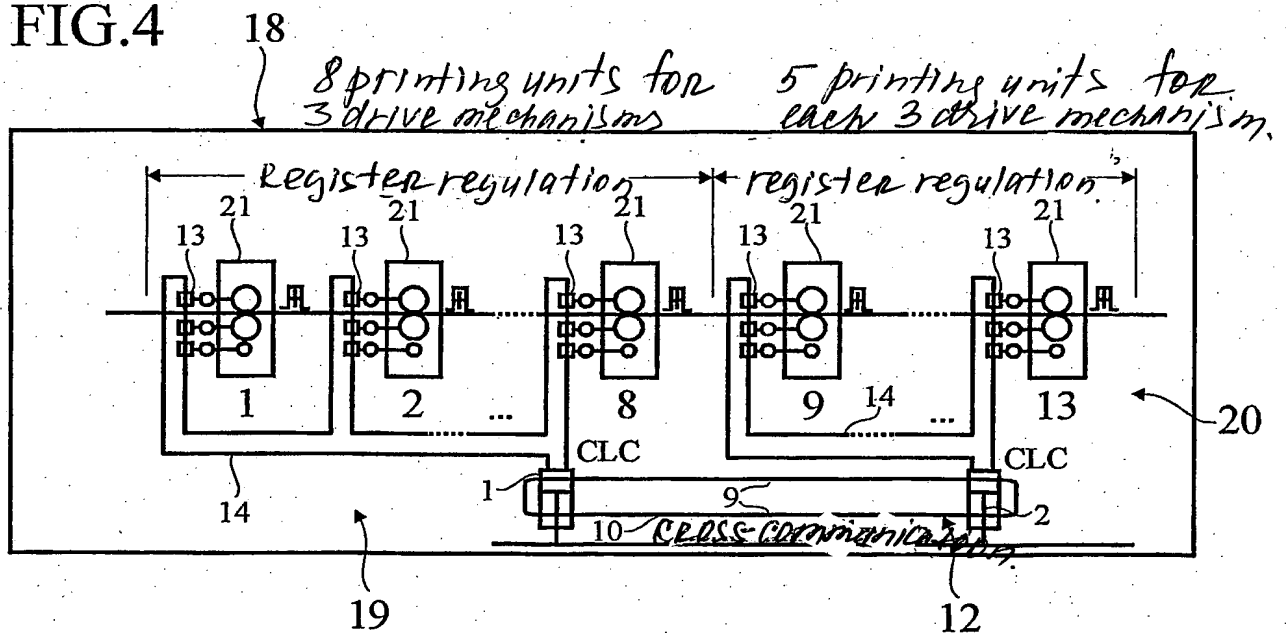 FIG.4
18
8 printing units for 5 printing units for
3 drive mechanisms each 3 drive mechanism.
Register regulation register regulation
21 21 21 21 21
13 13 13 13 13
1 2 ... 8 9 14 ... 13
20
CLC CLC
1 9 2
14 10 cross-communication.
19 12